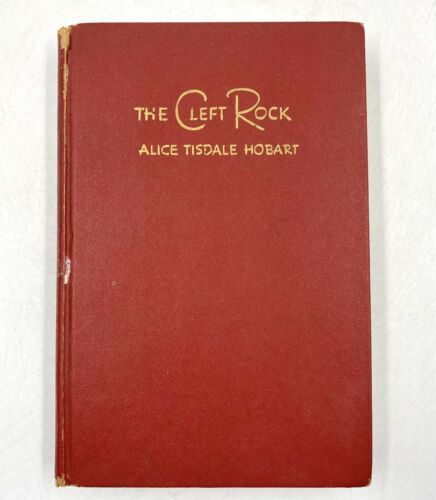 THE CLEFT ROCK
ALICE TISDALE HOBART